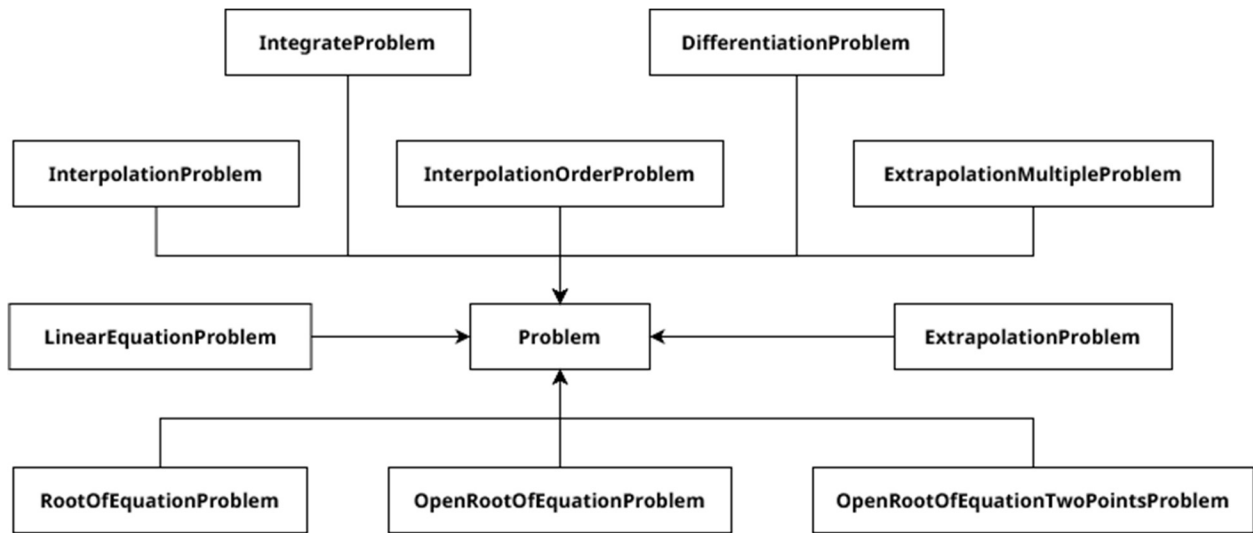 IntegrateProblem
DifferentiationProblem
InterpolationProblem
InterpolationOrderProblem
ExtrapolationMultipleProblem
LinearEquationProblem
Problem
ExtrapolationProblem
RootOfEquationProblem
OpenRootOfEquationProblem
OpenRootOfEquationTwoPointsProblem